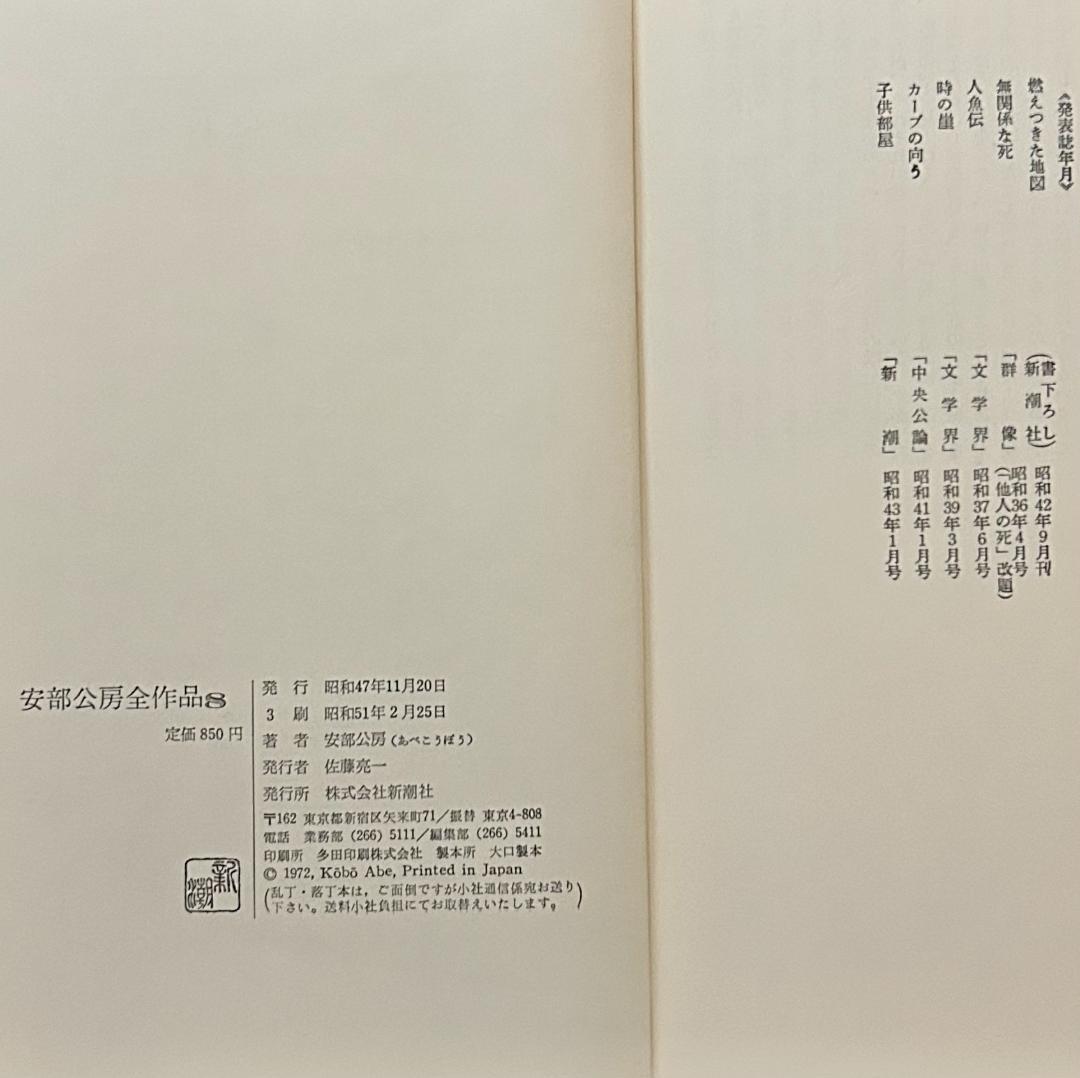 《発表誌年月》
燃えつきた地図 (書下ろし 新潮社) 昭和42年9月刊
無関係な死 「群像」 昭和36年4月号 (「他人の死」改題)
人魚伝 「文学界」 昭和37年6月号
時の崖 「文学界」 昭和39年3月号
カーブの向う 「中央公論」 昭和41年1月号
子供部屋 「新潮」 昭和43年1月号
安部公房全作品8
定価 850 円
発行 昭和47年11月20日
3刷 昭和51年2月25日
著者 安部公房(あべこうぼう)
発行者 佐藤亮一
発行所 株式会社新潮社
〒162 東京都新宿区矢来町71/振替 東京4-808
電話 業務部 (266) 5111/編集部 (266) 5411
印刷所 多田印刷株式会社 製本所 大口製本
© 1972, Kōbō Abe, Printed in Japan
(乱丁・落丁本は,ご面倒ですが小社通信係宛お送り
下さい。送料小社負担にてお取替えいたします。)
新潮